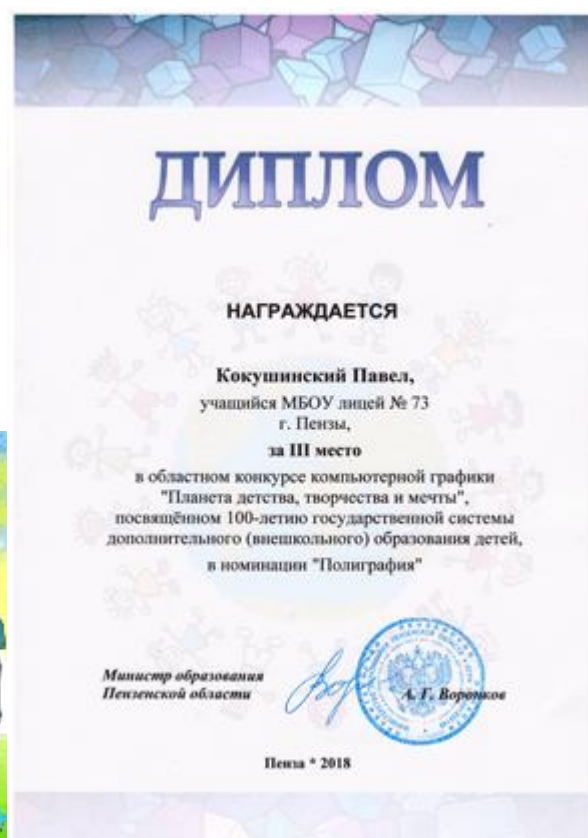 ДИПЛОМ
НАГРАЖДАЕТСЯ
Кокушинский Павел,
учащийся МБОУ лицей № 73
г. Пензы,
за III место
в областном конкурсе компьютерной графики
"Планета детства, творчества и мечты",
посвящённом 100-летию государственной системы
дополнительного (внешкольного) образования детей,
в номинации "Полиграфия"
Министр образования
Пензенской области
А. Г. Воронков
Пенза * 2018